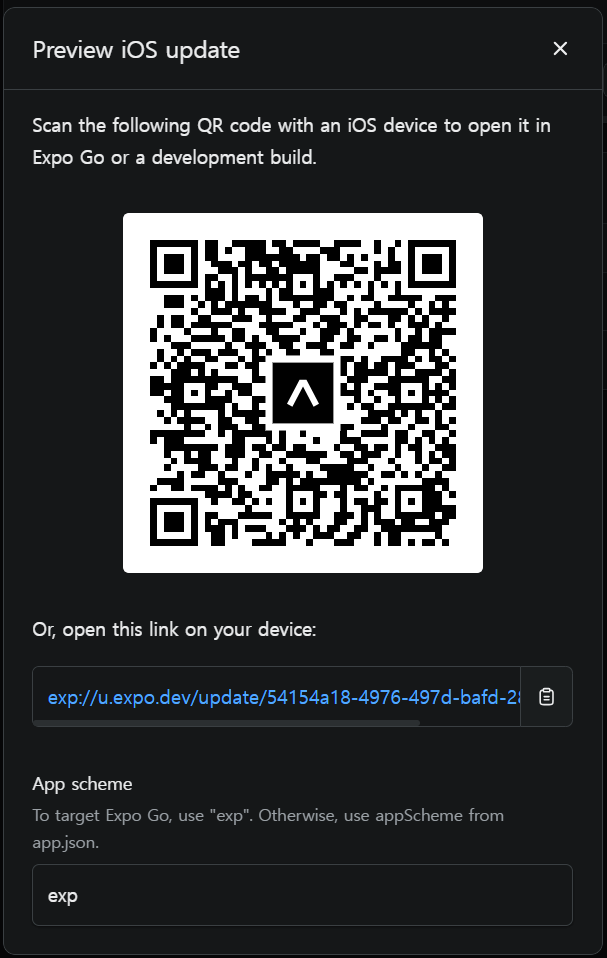 Preview iOS update
Scan the following QR code with an iOS device to open it in
Expo Go or a development build.
Or, open this link on your device:
exp://u.expo.dev/update/54154a18-4976-497d-bafd-28
App scheme
To target Expo Go, use "exp". Otherwise, use appScheme from
app.json.
exp